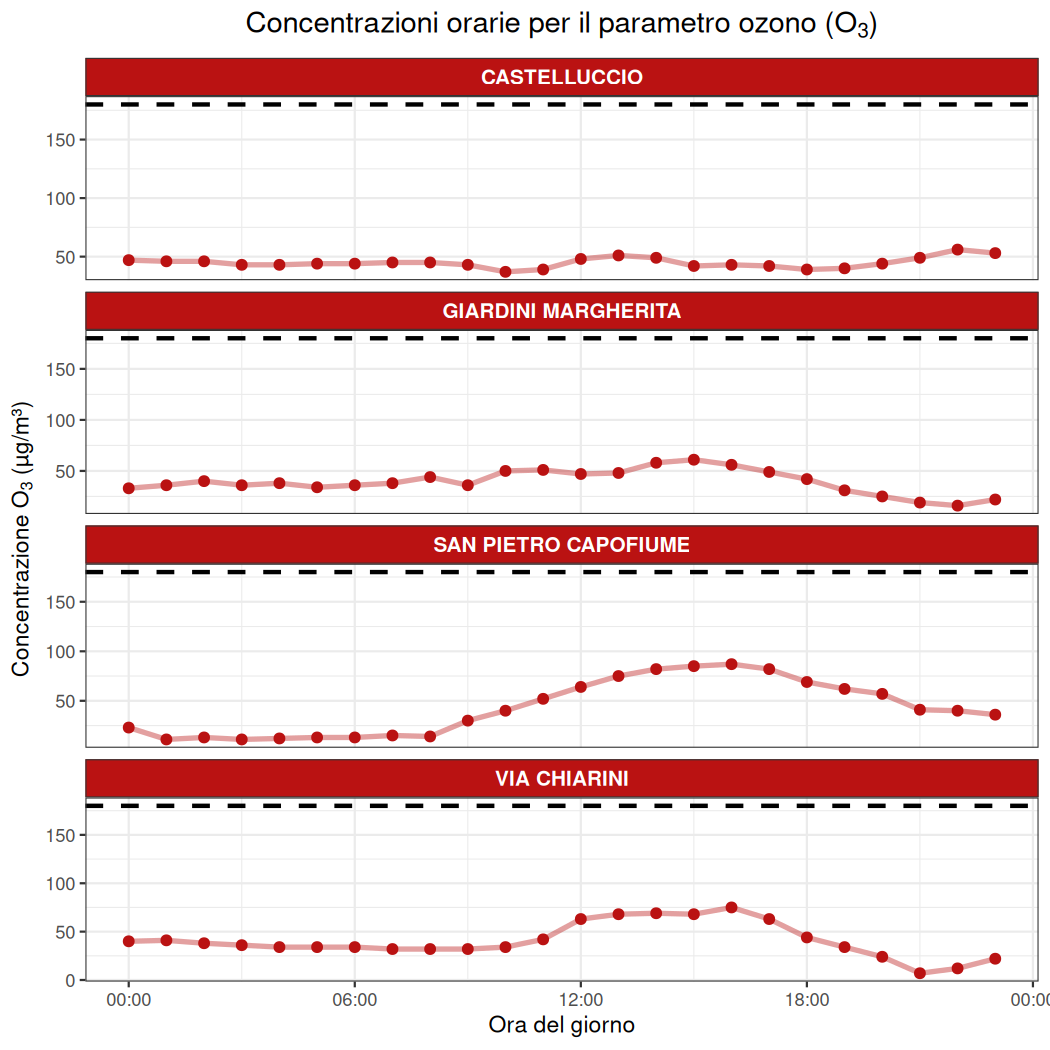 Concentrazioni orarie per il parametro ozono (O₃)
Concentrazione O₃ (µg/m³)
CASTELLUCCIO
150
100
50
GIARDINI MARGHERITA
150
100
50
SAN PIETRO CAPOFIUME
150
100
50
VIA CHIARINI
150
100
50
0
00:00 06:00 12:00 18:00 00:0
Ora del giorno